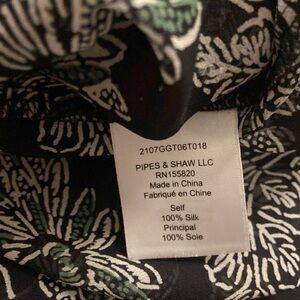 2107GGT06T018
PIPES & SHAW LLC
RN155820
Made in China
Fabriqué en Chine
Self
100% Silk
Principal
100% Soie